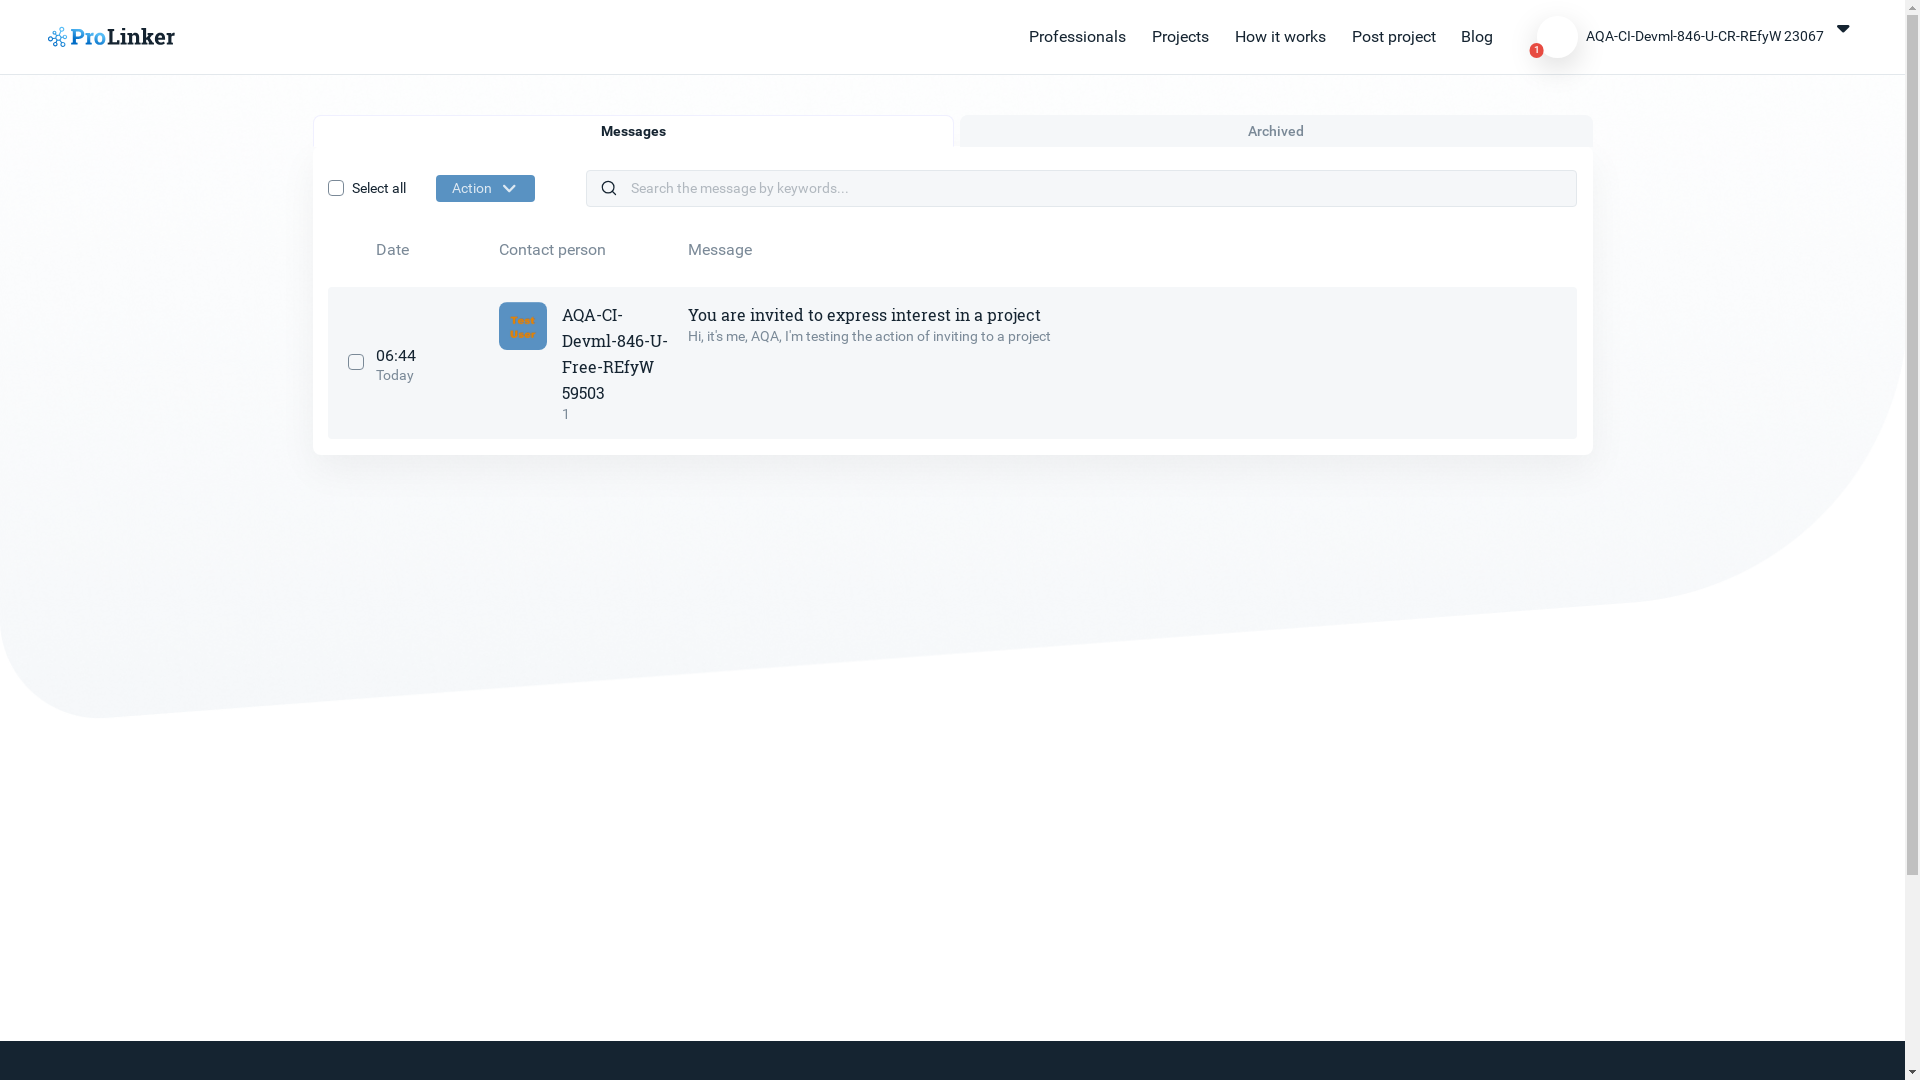 ProLinker
Professionals
Projects
How it works
Post project
Blog
1
AQA-CI-Devml-846-U-CR-REfyW 23067
Messages
Archived
Select all
Action
Search the message by keywords...
Date
Contact person
Message
06:44
Today
Test
User
AQA-CI-
Devml-846-U-
Free-REfyW
59503
1
You are invited to express interest in a project
Hi, it's me, AQA, I'm testing the action of inviting to a project